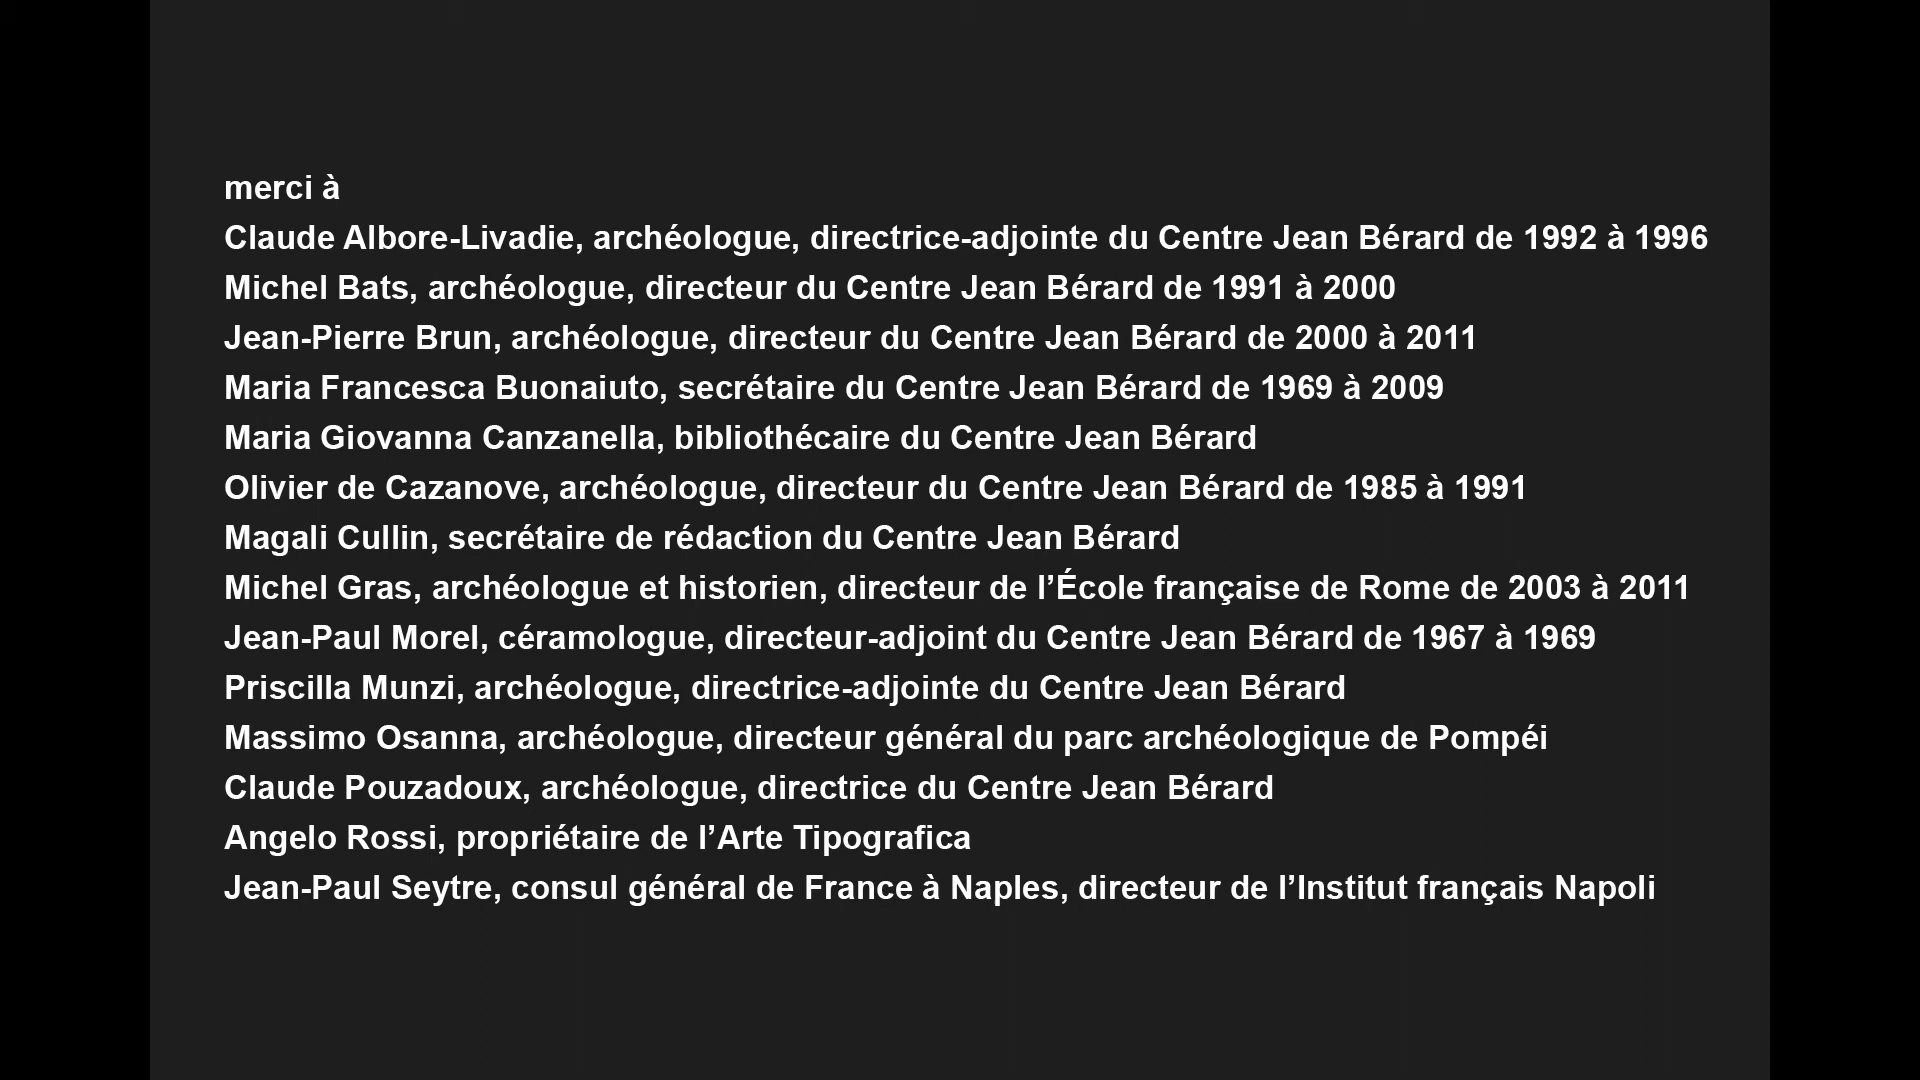 merci à
Claude Albore-Livadie, archéologue, directrice-adjointe du Centre Jean Bérard de 1992 à 1996
Michel Bats, archéologue, directeur du Centre Jean Bérard de 1991 à 2000
Jean-Pierre Brun, archéologue, directeur du Centre Jean Bérard de 2000 à 2011
Maria Francesca Buonaiuto, secrétaire du Centre Jean Bérard de 1969 à 2009
Maria Giovanna Canzanella, bibliothécaire du Centre Jean Bérard
Olivier de Cazanove, archéologue, directeur du Centre Jean Bérard de 1985 à 1991
Magali Cullin, secrétaire de rédaction du Centre Jean Bérard
Michel Gras, archéologue et historien, directeur de l’École française de Rome de 2003 à 2011
Jean-Paul Morel, céramologue, directeur-adjoint du Centre Jean Bérard de 1967 à 1969
Priscilla Munzi, archéologue, directrice-adjointe du Centre Jean Bérard
Massimo Osanna, archéologue, directeur général du parc archéologique de Pompéi
Claude Pouzadoux, archéologue, directrice du Centre Jean Bérard
Angelo Rossi, propriétaire de l’Arte Tipografica
Jean-Paul Seytre, consul général de France à Naples, directeur de l’Institut français Napoli